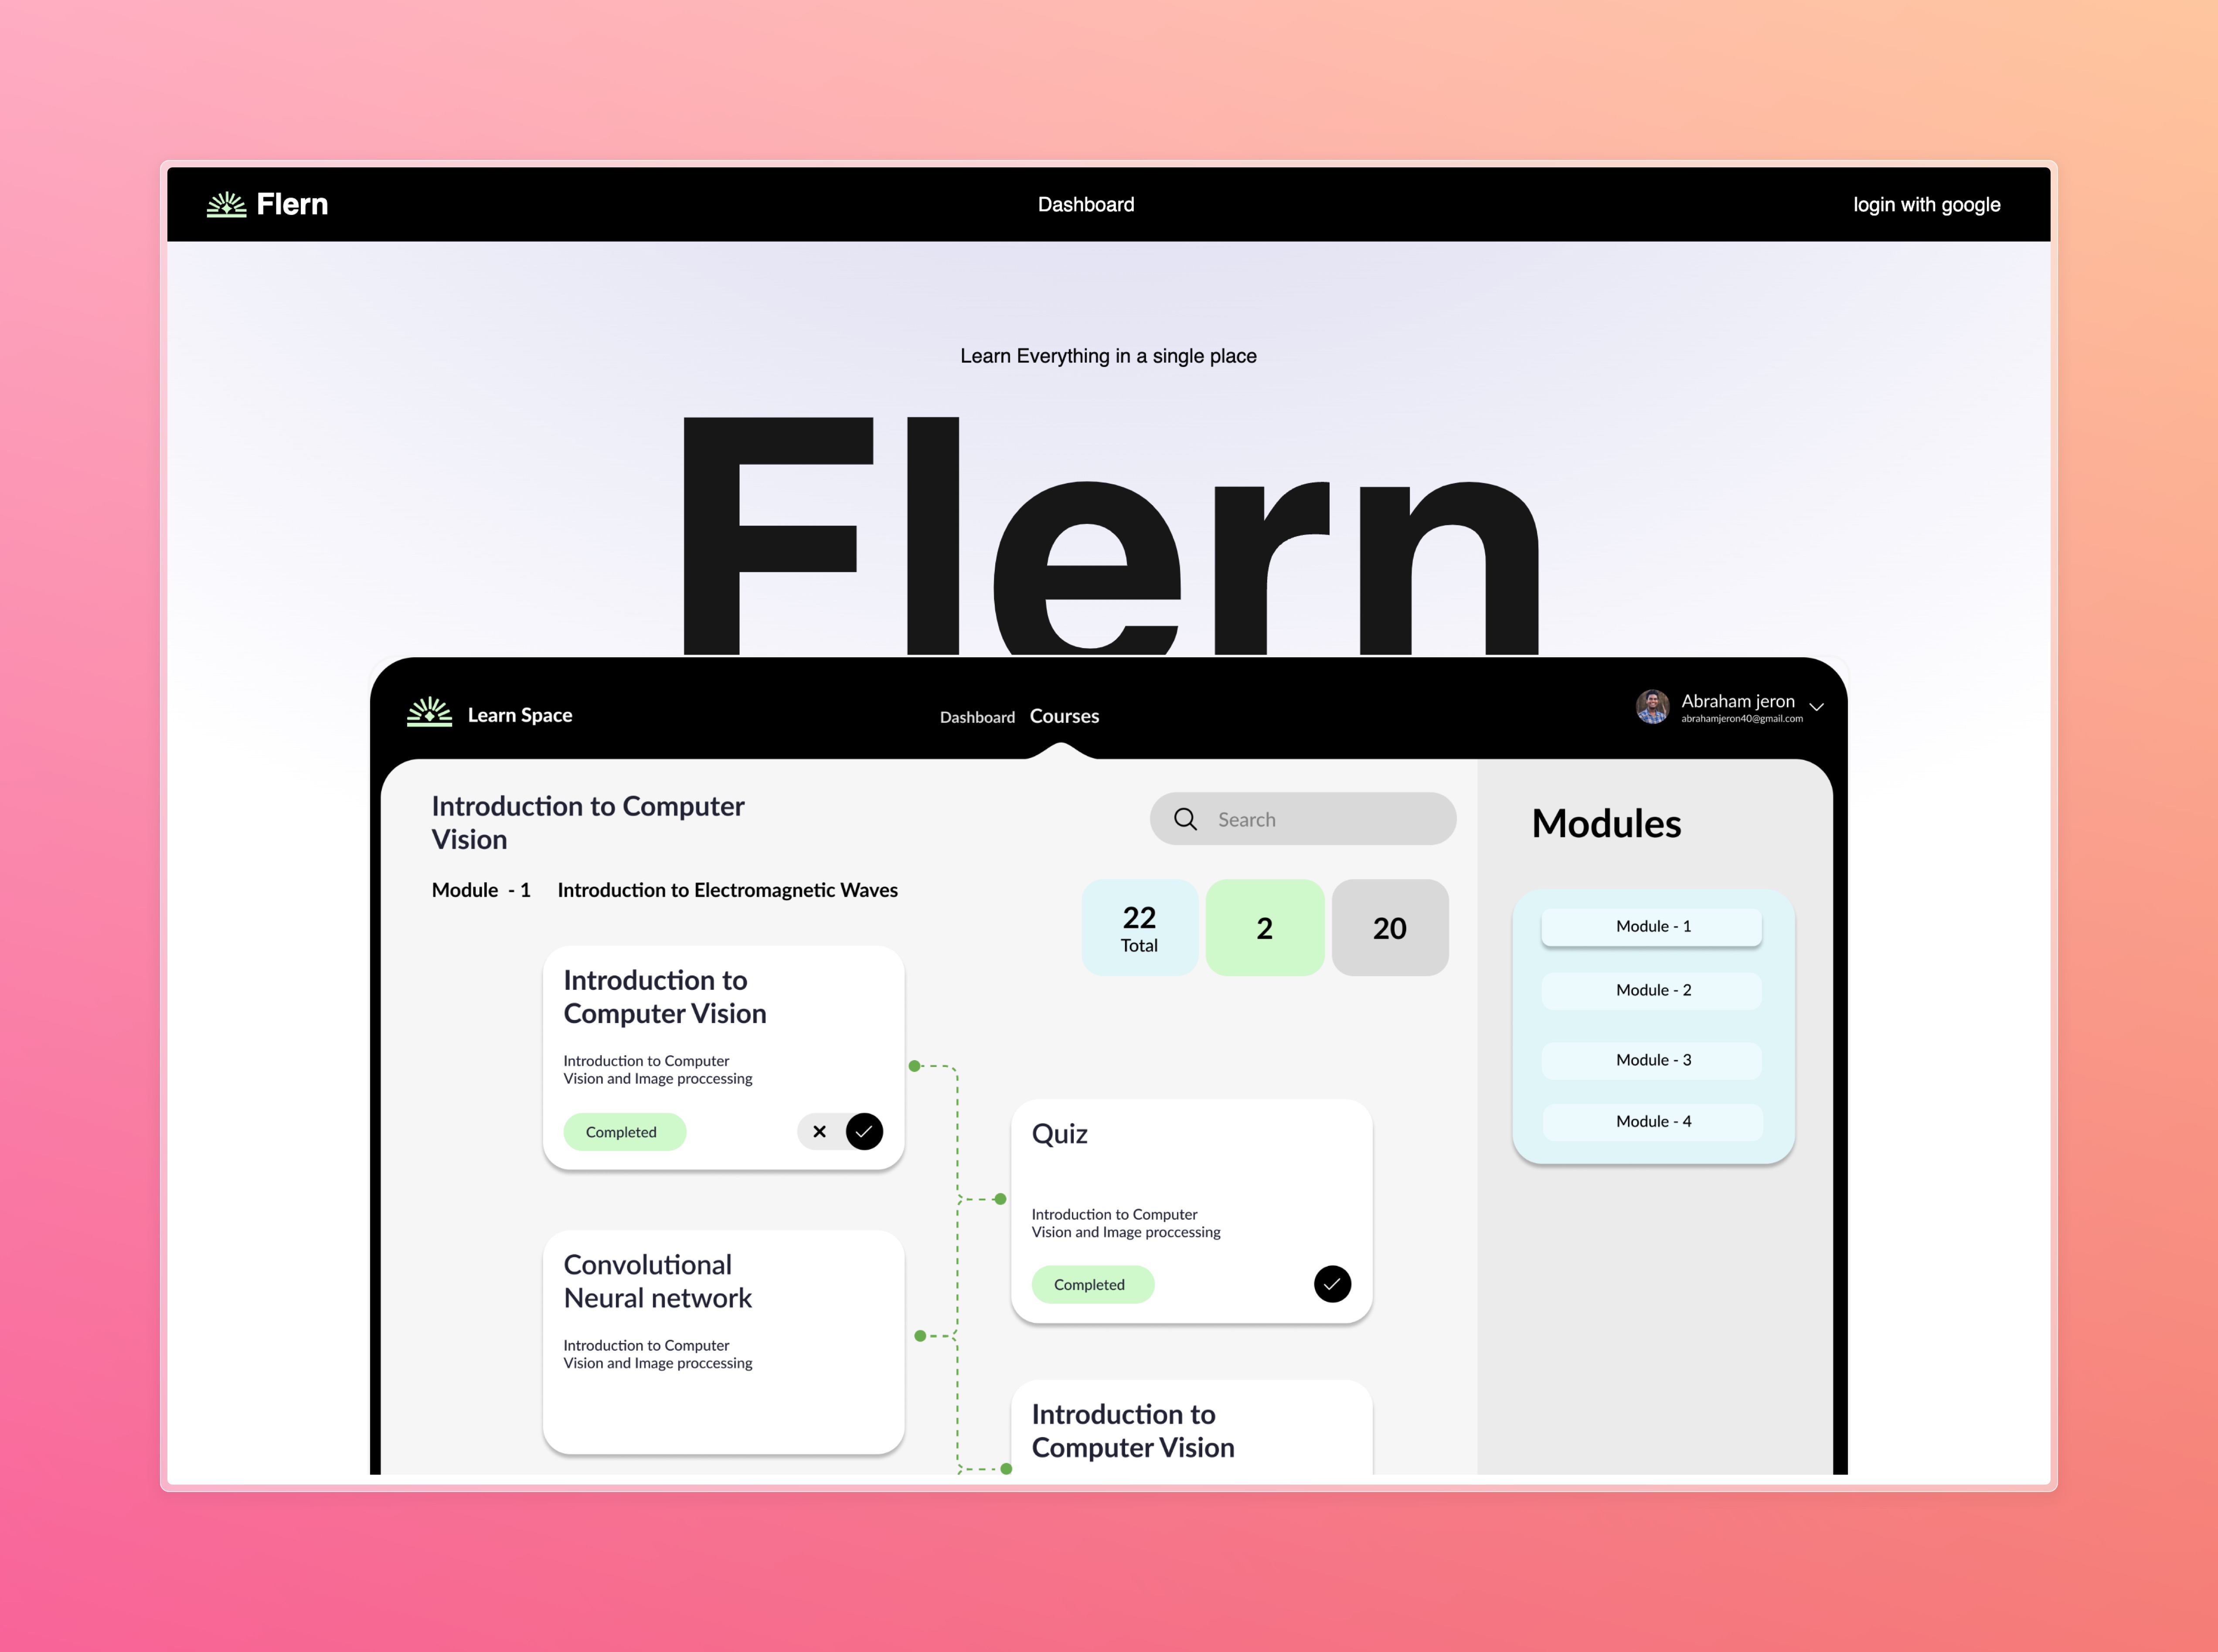 Flern
Dashboard
login with google
Learn Everything in a single place
Flern
Learn Space
Dashboard
Courses
Abraham jeron
abrahamjeron40@gmail.com
Introduction to Computer
Vision
Search
Modules
Module - 1
Introduction to Electromagnetic Waves
22
Total
2
20
Module - 1
Module - 2
Module - 3
Module - 4
Introduction to
Computer Vision
Introduction to Computer
Vision and Image proccessing
Completed
Quiz
Introduction to Computer
Vision and Image proccessing
Completed
Convolutional
Neural network
Introduction to Computer
Vision and Image proccessing
Introduction to
Computer Vision